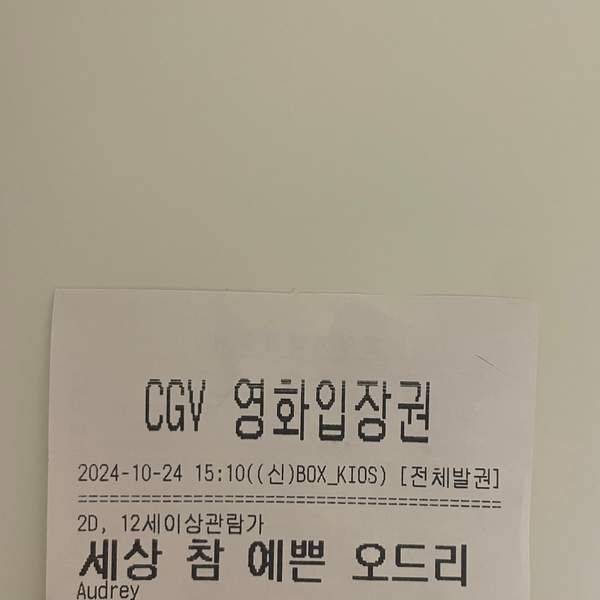 CGV 영화입장권
2024-10-24 15:10((신)BOX_KIOS) [전체발권]
==========================================
2D, 12세이상관람가
세상 참 예쁜 오드리
Audrey